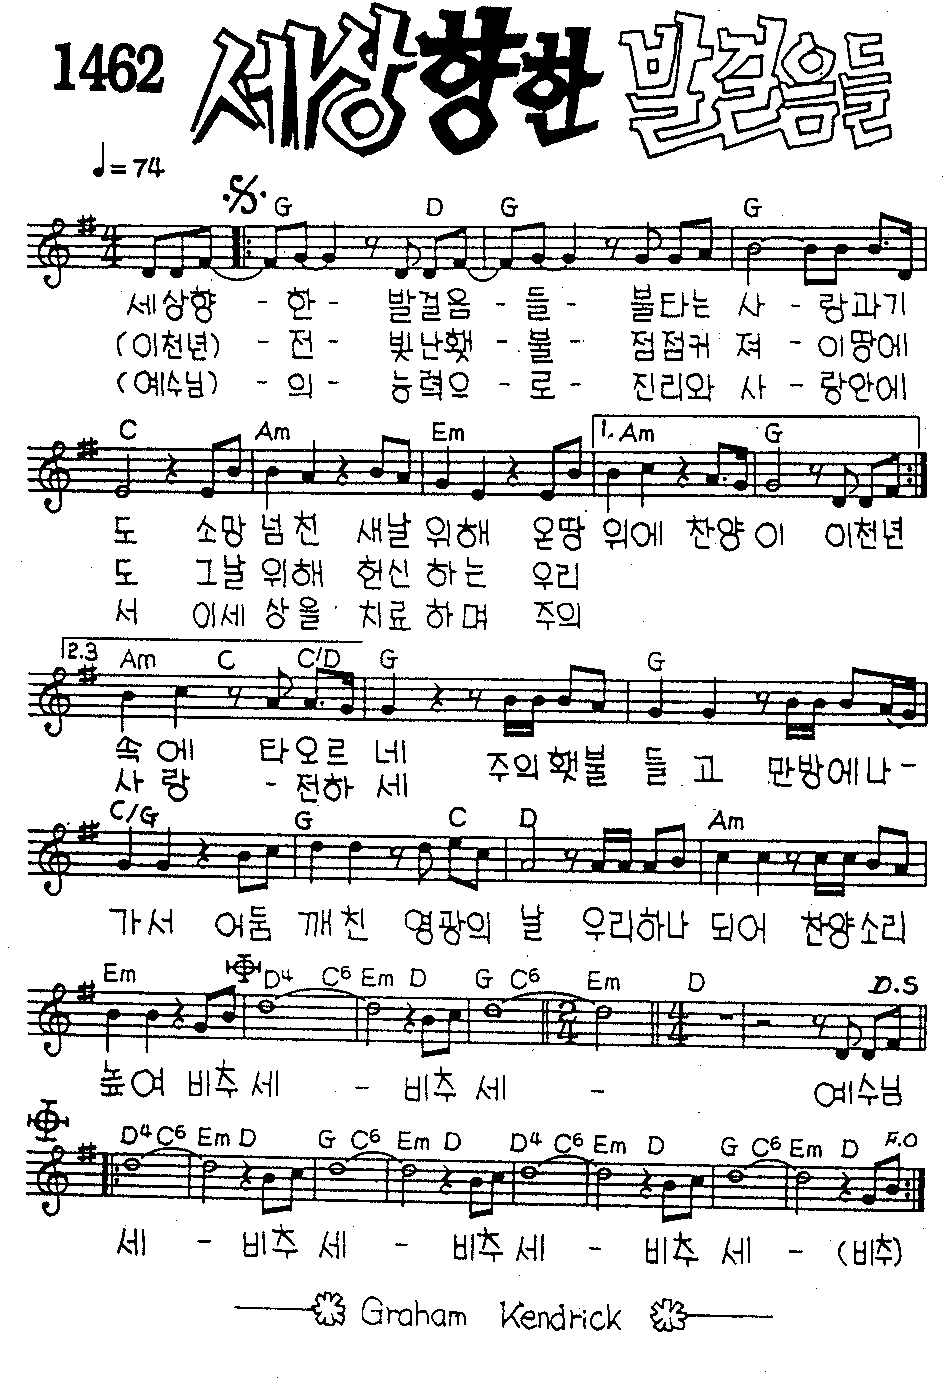 1462 세상향한 발걸음들
♩=74
G D G G
세상향 - 한 - 발걸음 - 들 - 불타는 사 - 랑과기
(이천년) - 전 - 빛난횃 - 불 - 점점커 져 - 이땅에
(예수님) - 의 - 능력으 - 로 - 진리와 사 - 랑안에
C Am Em 1. Am G
도 소망 넘친 새날 위해 온땅 위에 찬양이 이천년
도 그날 위해 헌신 하는 우리
서 이세 상을 치료 하며 주의
2.3 Am C C/D G G
속에 타오르 네 주의횃불 들 고 만방에나 -
사 랑 - 전하 세
C/G G C D Am
가서 어둠 깨친 영광의 날 우리하나 되어 찬양소리
Em D4 C6 Em D G C6 Em D D.S
2/4 4/4
높여 비추세 - 비추 세 - 예수님
D4 C6 Em D G C6 Em D D4 C6 Em D G C6 Em D F.O
세 - 비추 세 - 비추세 - 비추 세 - (비추)
Graham Kendrick